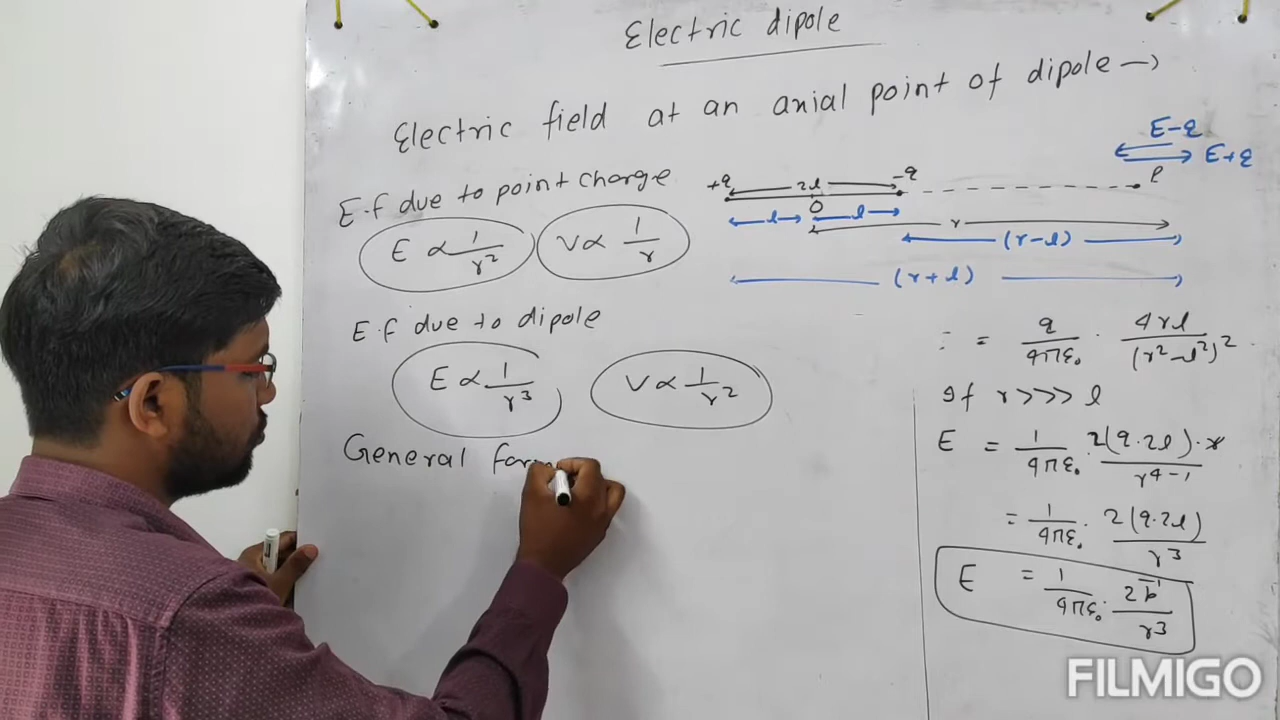 Electric dipole
Electric field at an axial point of dipole →
E.f due to point charge
E ∝ 1/r² V ∝ 1/r
E-q
E+q
+q 2l -q P
O
l l r
(r-l)
(r+l)
E.f due to dipole
E ∝ 1/r³ V ∝ 1/r²
General form
= q/4πε₀ · 4rl/(r²-l²)²
If r>>>l
E = 1/4πε₀ · 2(q.2l)·r/r⁴⁻¹
= 1/4πε₀ · 2(q.2l)/r³
E = 1/4πε₀ · 2p⃗/r³
FILMIGO